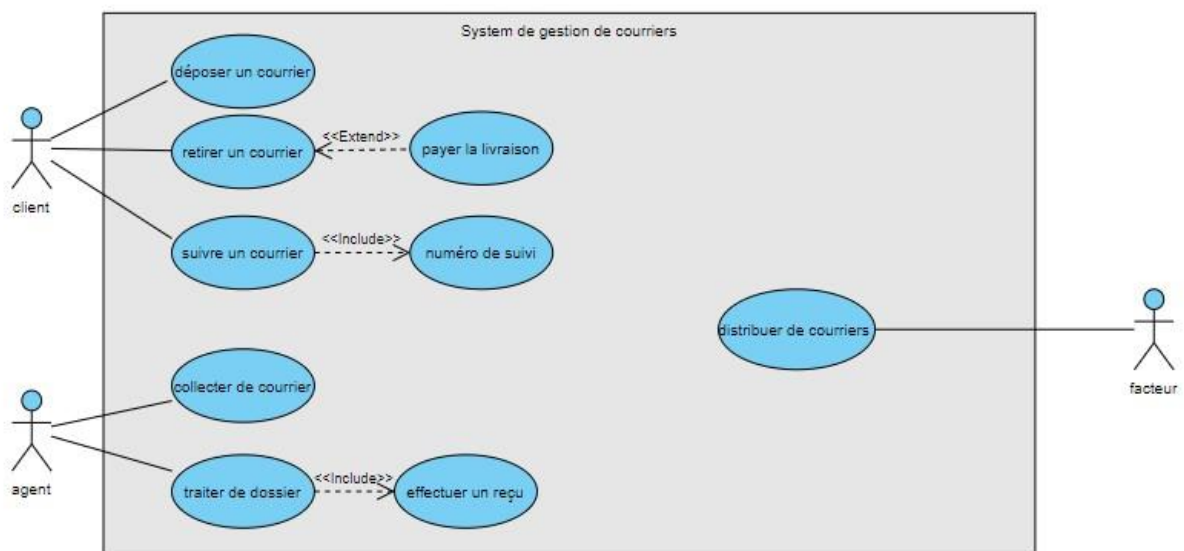 System de gestion de courriers
déposer un courrier
retirer un courrier
<<Extend>>
payer la livraison
client
suivre un courrier
<<Include>>
numéro de suivi
distribuer de courriers
facteur
collecter de courrier
agent
traiter de dossier
<<Include>>
effectuer un reçu